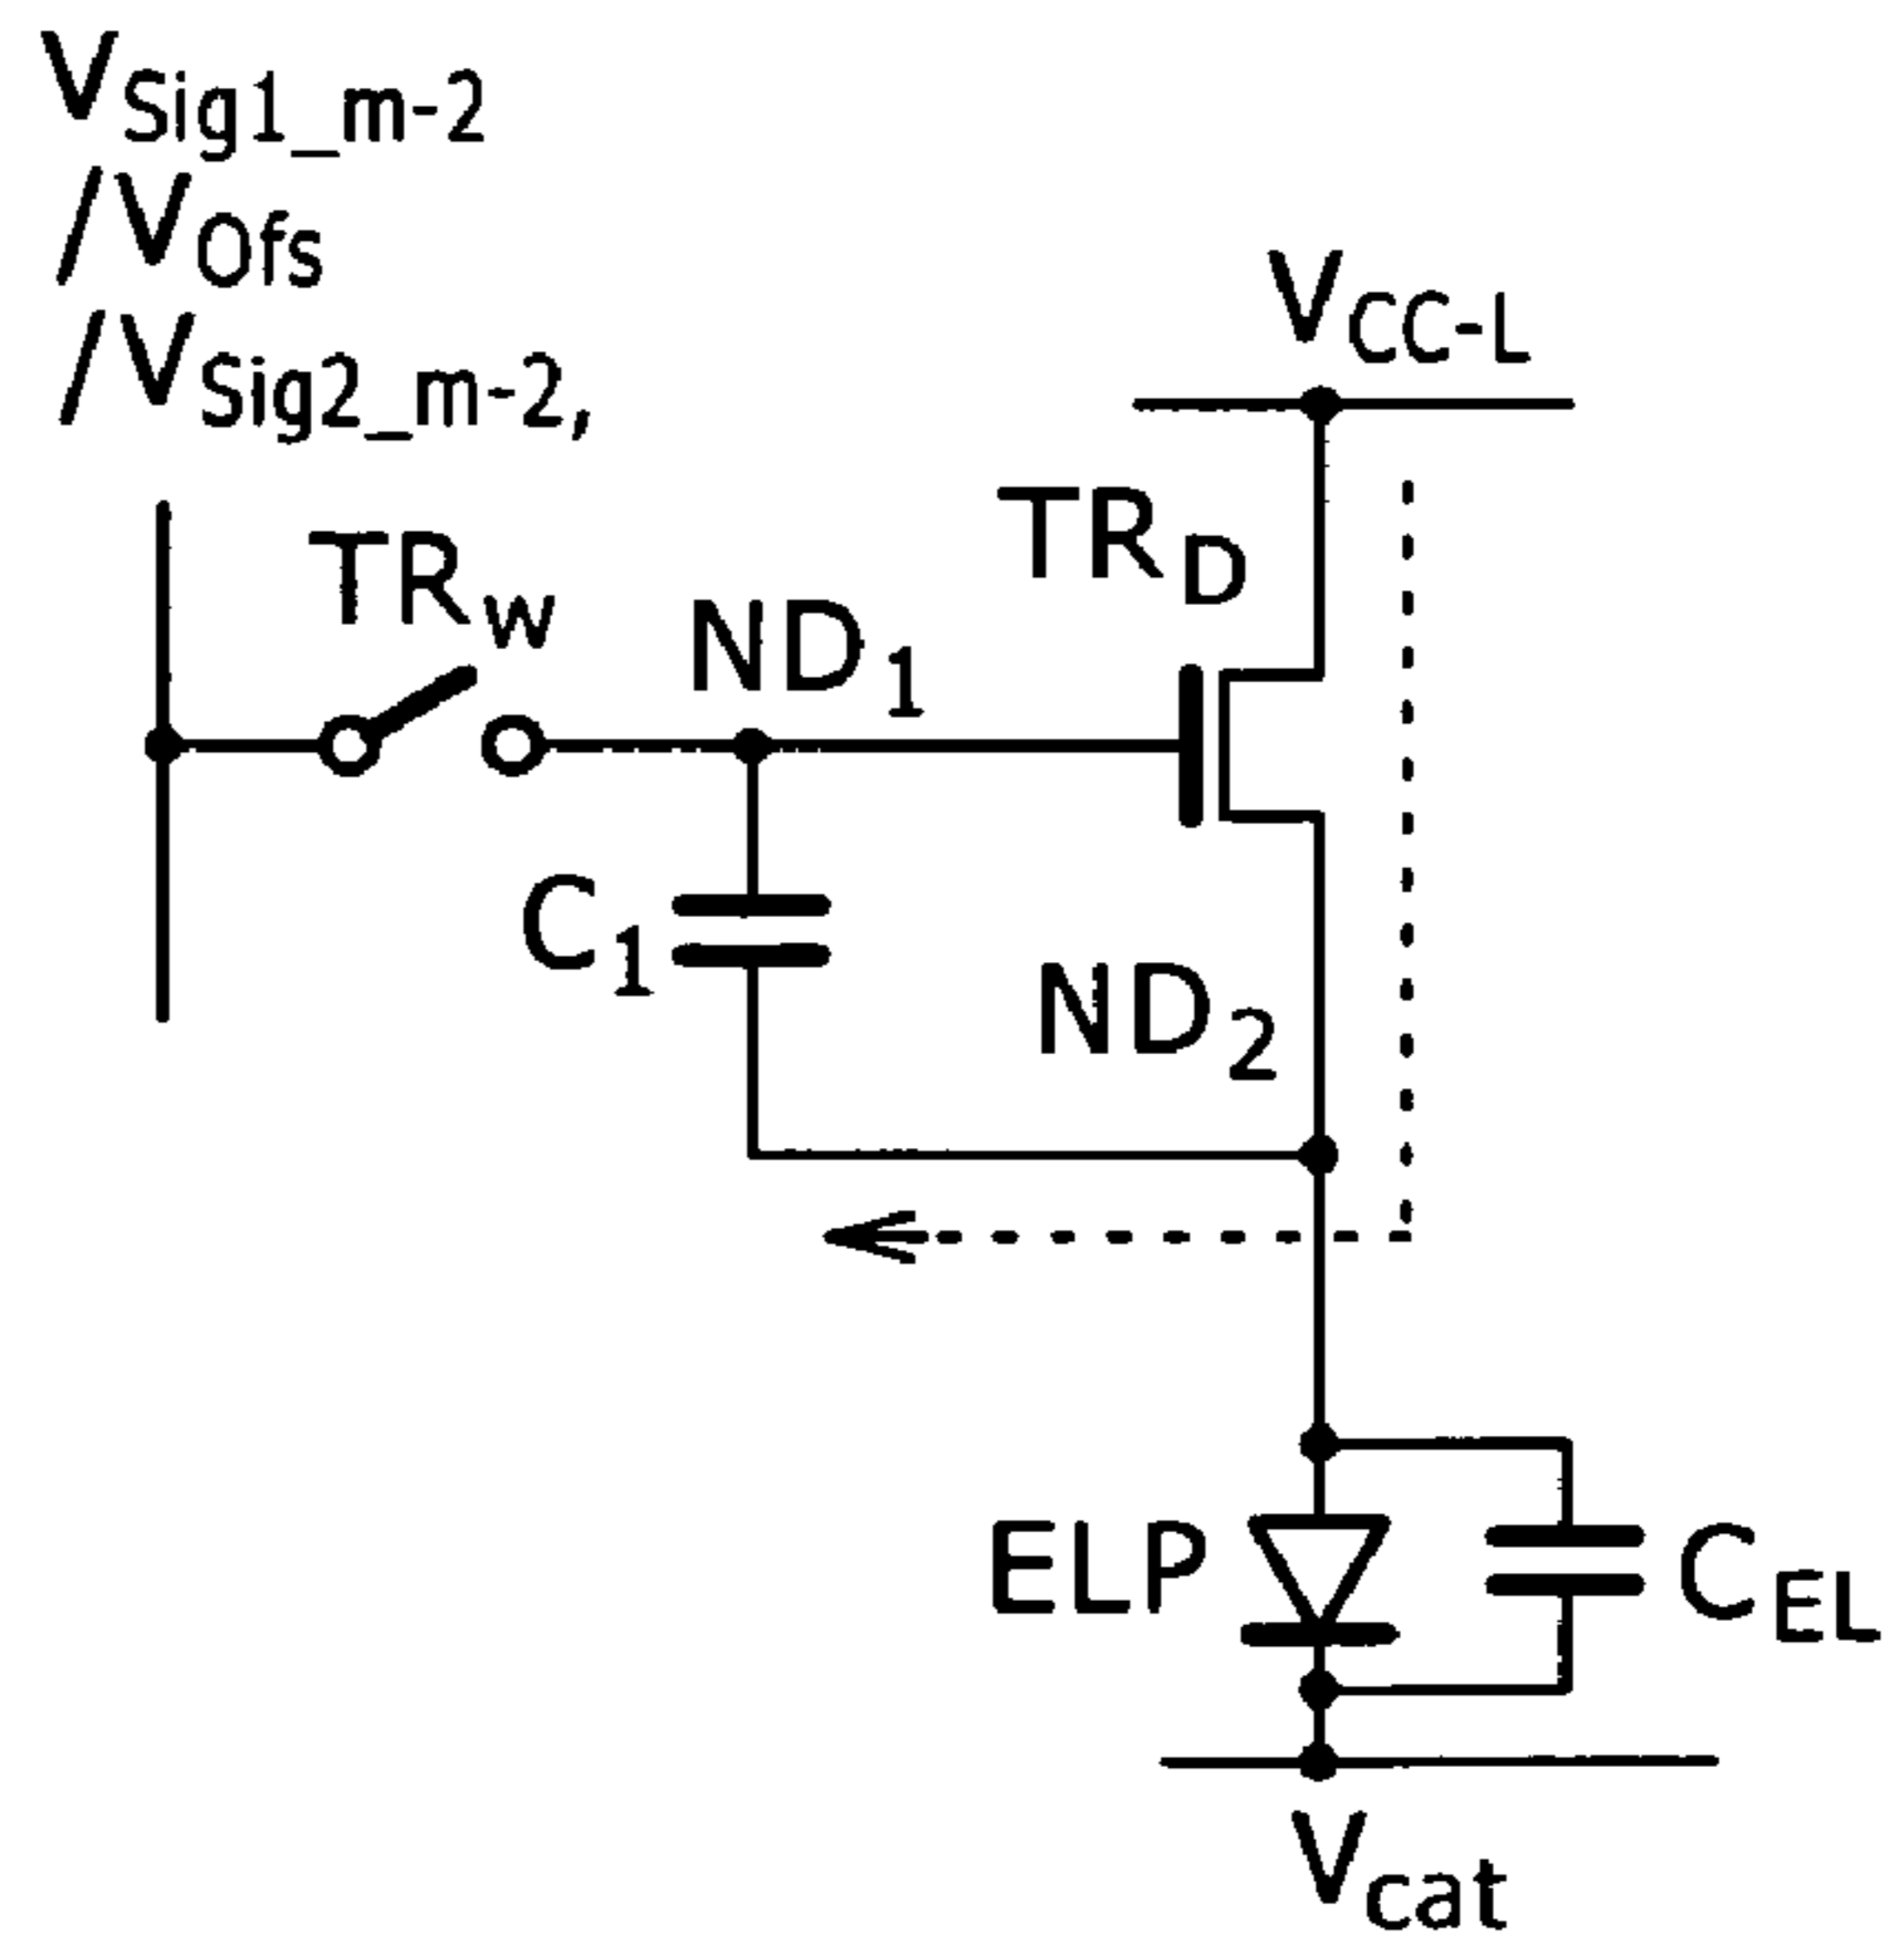 VSig1_m-2
/VOfs
/VSig2_m-2,
VCC-L
TRD
TRw
ND1
C1
ND2
ELP
CEL
Vcat